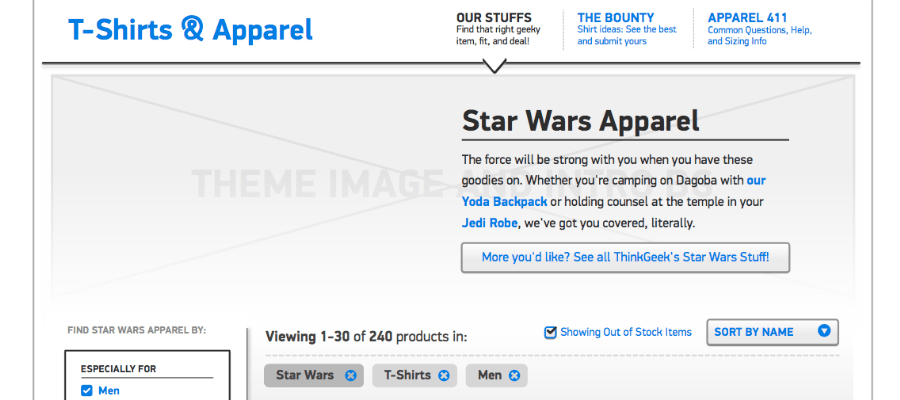 T-Shirts & Apparel
OUR STUFFS
Find that right geeky
item, fit, and deal!
THE BOUNTY
Shirt ideas: See the best
and submit yours
APPAREL 411
Common Questions, Help,
and Sizing Info
THEME IMAGE AND INTRO BG
Star Wars Apparel
The force will be strong with you when you have these
goodies on. Whether you're camping on Dagoba with our
Yoda Backpack or holding counsel at the temple in your
Jedi Robe, we've got you covered, literally.
More you'd like? See all ThinkGeek's Star Wars Stuff!
FIND STAR WARS APPAREL BY:
Viewing 1-30 of 240 products in:
Showing Out of Stock Items
SORT BY NAME
ESPECIALLY FOR
Men
Star Wars
T-Shirts
Men